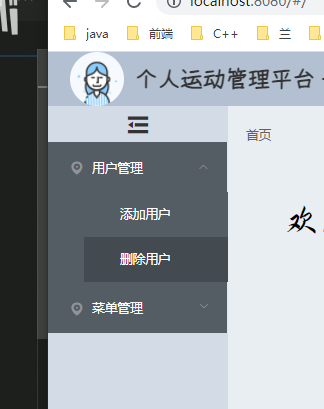 localhost:8080/#/
java 前端 C++ 兰
个人运动管理平台
首页
用户管理
添加用户
欢
删除用户
菜单管理